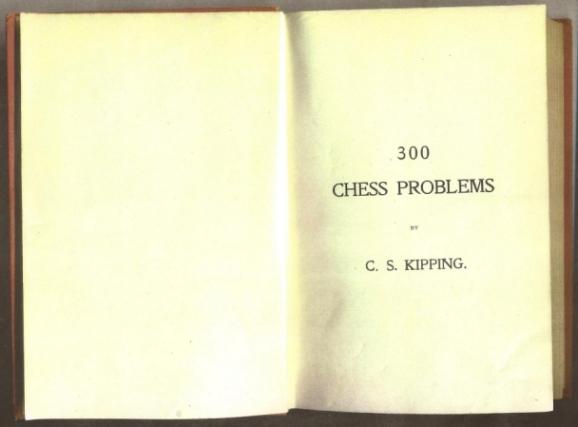 300
CHESS PROBLEMS
BY
C. S. KIPPING.